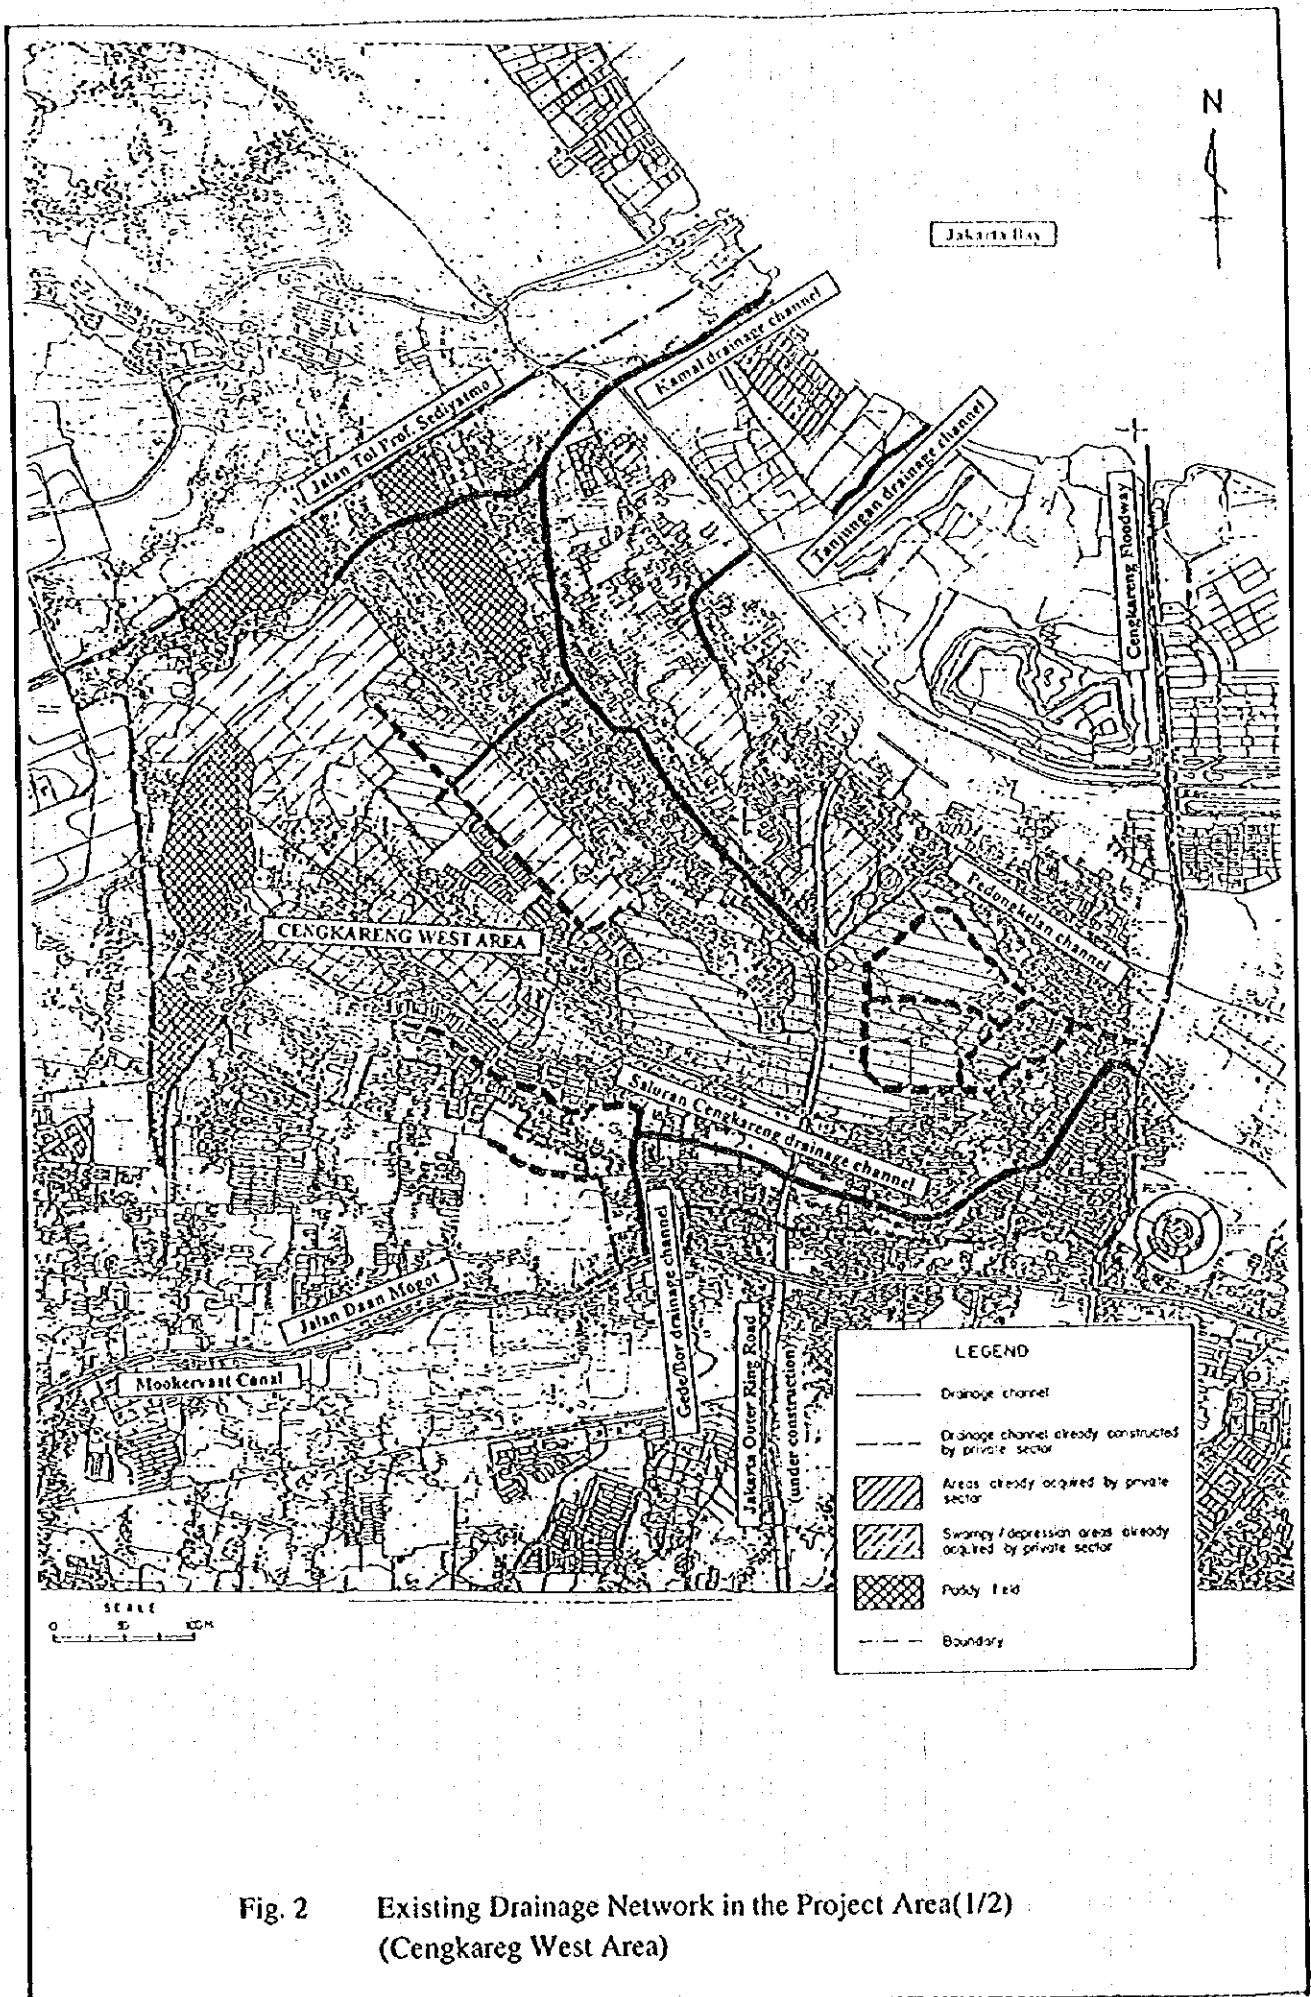 N
Jakarta Bay
Kamal drainage channel
Jalan Tol Prof. Sediyatmo
Tanjungan drainage channel
Cengkareng Floodway
Pedongkelan channel
CENGKARENG WEST AREA
Saluran Cengkareng drainage channel
Gede/Bor drainage channel
Jalan Daan Mogot
Mookervaat Canal
Jakarta Outer Ring Road
(under construction)
LEGEND
Drainage channel
Drainage channel already constructed
by private sector
Areas already acquired by private
sector
Swampy / depression areas already
acquired by private sector
Paddy field
Boundary
SCALE
0
Fig. 2 Existing Drainage Network in the Project Area(1/2)
(Cengkareg West Area)